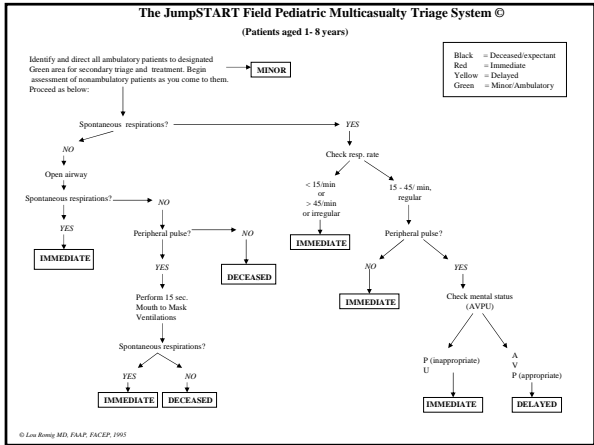 The JumpSTART Field Pediatric Multicasualty Triage System ©
(Patients aged 1- 8 years)
Identify and direct all ambulatory patients to designated
Green area for secondary triage and treatment. Begin
assessment of nonambulatory patients as you come to them.
Proceed as below:
MINOR
Black = Deceased/expectant
Red = Immediate
Yellow = Delayed
Green = Minor/Ambulatory
Spontaneous respirations?
YES
NO
Open airway
Spontaneous respirations?
YES
IMMEDIATE
NO
Peripheral pulse?
NO
DECEASED
YES
Perform 15 sec.
Mouth to Mask
Ventilations
Spontaneous respirations?
YES
NO
IMMEDIATE
DECEASED
Check resp. rate
< 15/min
or
> 45/min
or irregular
IMMEDIATE
15 - 45/ min,
regular
Peripheral pulse?
NO
IMMEDIATE
YES
Check mental status
(AVPU)
P (inappropriate)
U
IMMEDIATE
A
V
P (appropriate)
DELAYED
© Lou Romig MD, FAAP, FACEP, 1995